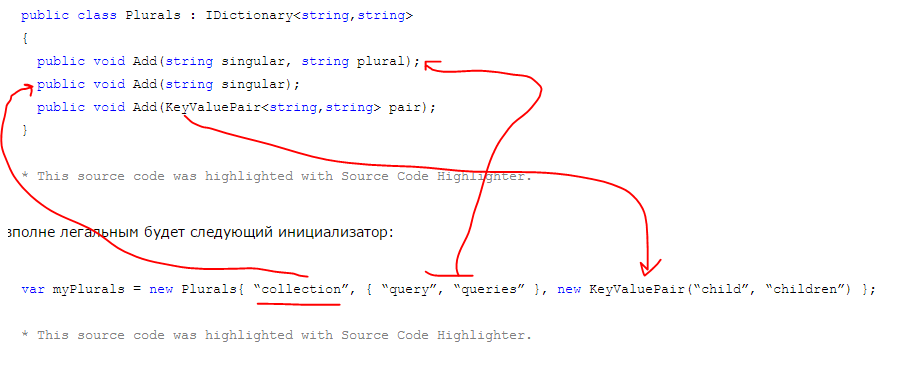 public class Plurals : IDictionary<string,string>
{
public void Add(string singular, string plural);
public void Add(string singular);
public void Add(KeyValuePair<string,string> pair);
}
* This source code was highlighted with Source Code Highlighter.
вполне легальным будет следующий инициализатор:
var myPlurals = new Plurals{ “collection”, { “query”, “queries” }, new KeyValuePair(“child”, “children”) };
* This source code was highlighted with Source Code Highlighter.